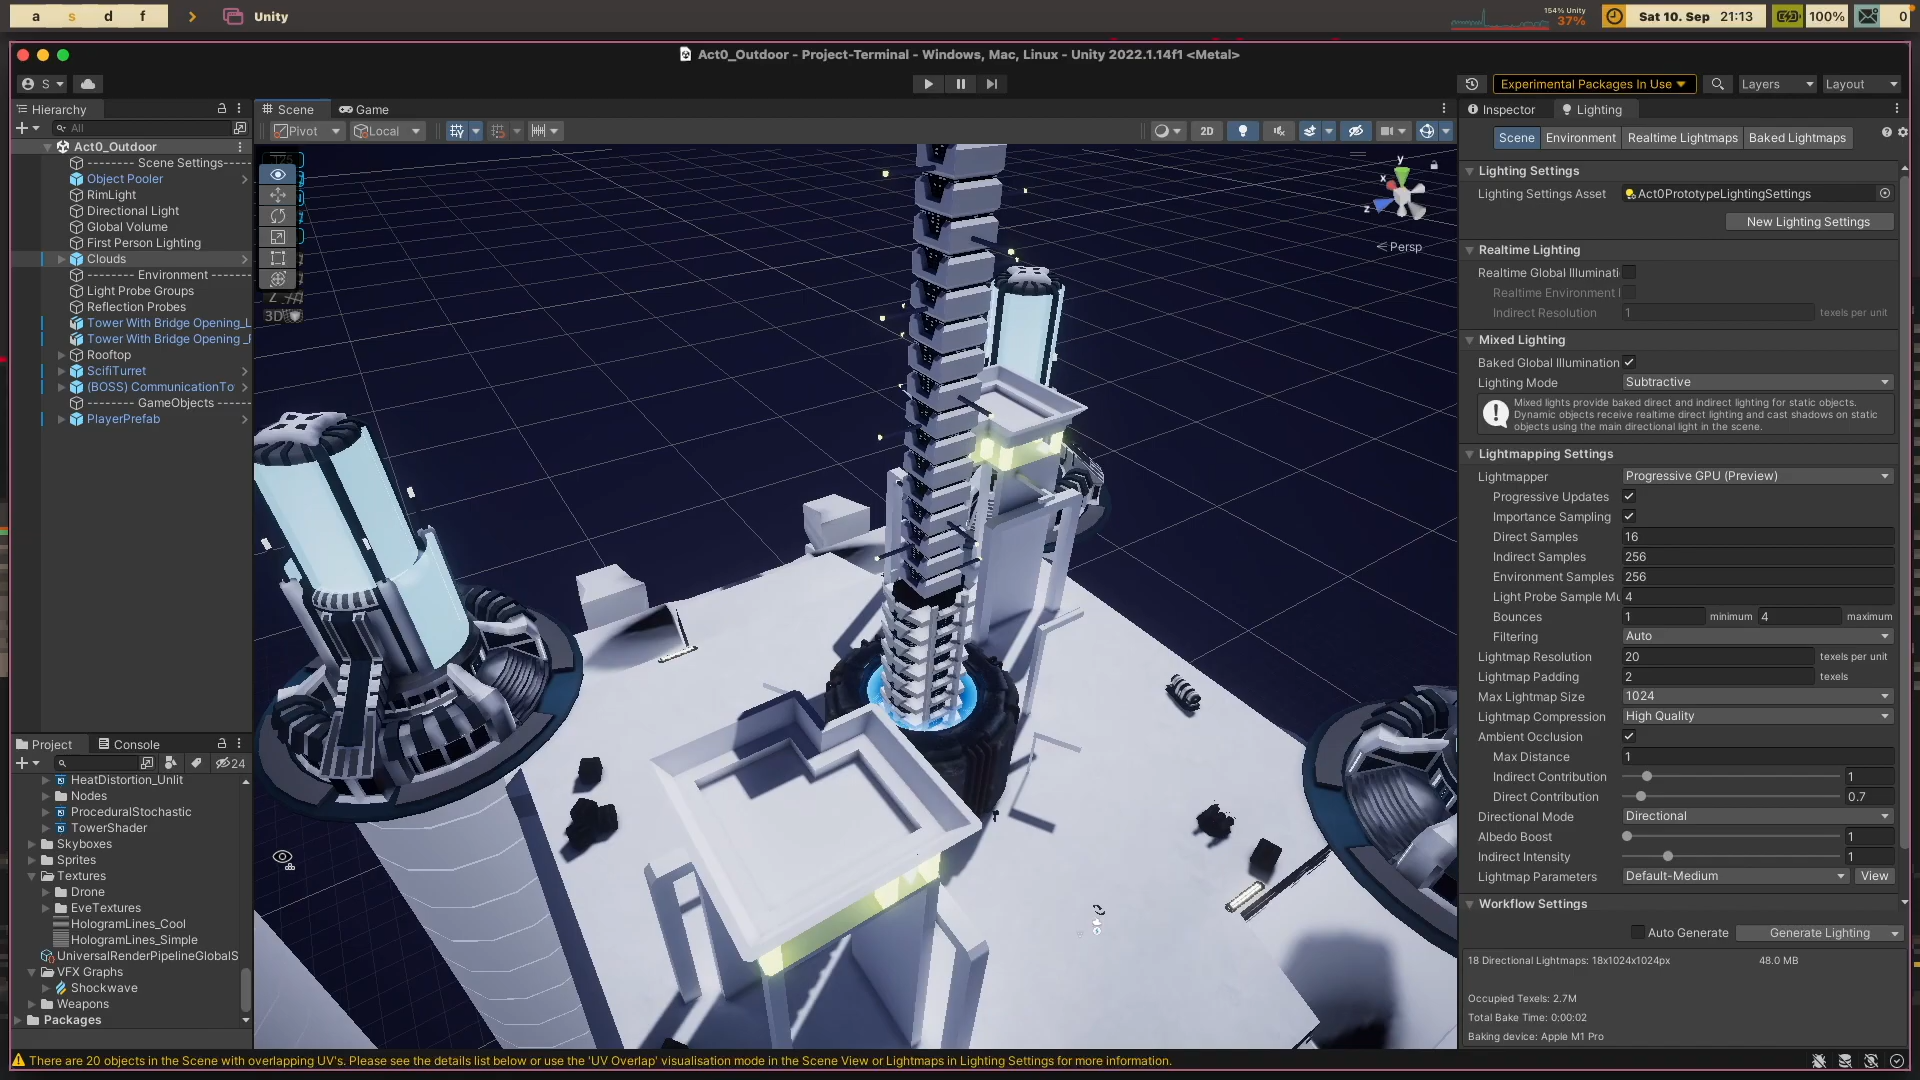 a s d f
Unity
154% Unity
37%
Sat 10. Sep 21:13
100%
0
Act0_Outdoor - Project-Terminal - Windows, Mac, Linux - Unity 2022.1.14f1 <Metal>
S
Experimental Packages In Use
Layers
Layout
Hierarchy
All
Act0_Outdoor
-------- Scene Settings-----
Object Pooler
RimLight
Directional Light
Global Volume
First Person Lighting
Clouds
-------- Environment ------
Light Probe Groups
Reflection Probes
Tower With Bridge Opening_L
Tower With Bridge Opening _
Rooftop
ScifiTurret
(BOSS) CommunicationTo
-------- GameObjects ------
PlayerPrefab
Scene
Game
Pivot
Local
2D
3D
y
x
z
Persp
Project
Console
24
HeatDistortion_Unlit
Nodes
ProceduralStochastic
TowerShader
Skyboxes
Sprites
Textures
Drone
EveTextures
HologramLines_Cool
HologramLines_Simple
UniversalRenderPipelineGlobalS
VFX Graphs
Shockwave
Weapons
Packages
Inspector
Lighting
Scene
Environment
Realtime Lightmaps
Baked Lightmaps
Lighting Settings
Lighting Settings Asset Act0PrototypeLightingSettings
New Lighting Settings
Realtime Lighting
Realtime Global Illuminati
Realtime Environment I
Indirect Resolution 1 texels per unit
Mixed Lighting
Baked Global Illumination
Lighting Mode Subtractive
Mixed lights provide baked direct and indirect lighting for static objects.
Dynamic objects receive realtime direct lighting and cast shadows on static
objects using the main directional light in the scene.
Lightmapping Settings
Lightmapper Progressive GPU (Preview)
Progressive Updates
Importance Sampling
Direct Samples 16
Indirect Samples 256
Environment Samples 256
Light Probe Sample Mu 4
Bounces 1 minimum 4 maximum
Filtering Auto
Lightmap Resolution 20 texels per unit
Lightmap Padding 2 texels
Max Lightmap Size 1024
Lightmap Compression High Quality
Ambient Occlusion
Max Distance 1
Indirect Contribution 1
Direct Contribution 0.7
Directional Mode Directional
Albedo Boost 1
Indirect Intensity 1
Lightmap Parameters Default-Medium View
Workflow Settings
Auto Generate Generate Lighting
18 Directional Lightmaps: 18x1024x1024px 48.0 MB
Occupied Texels: 2.7M
Total Bake Time: 0:00:02
Baking device: Apple M1 Pro
There are 20 objects in the Scene with overlapping UV's. Please see the details list below or use the 'UV Overlap' visualisation mode in the Scene View or Lightmaps in Lighting Settings for more information.